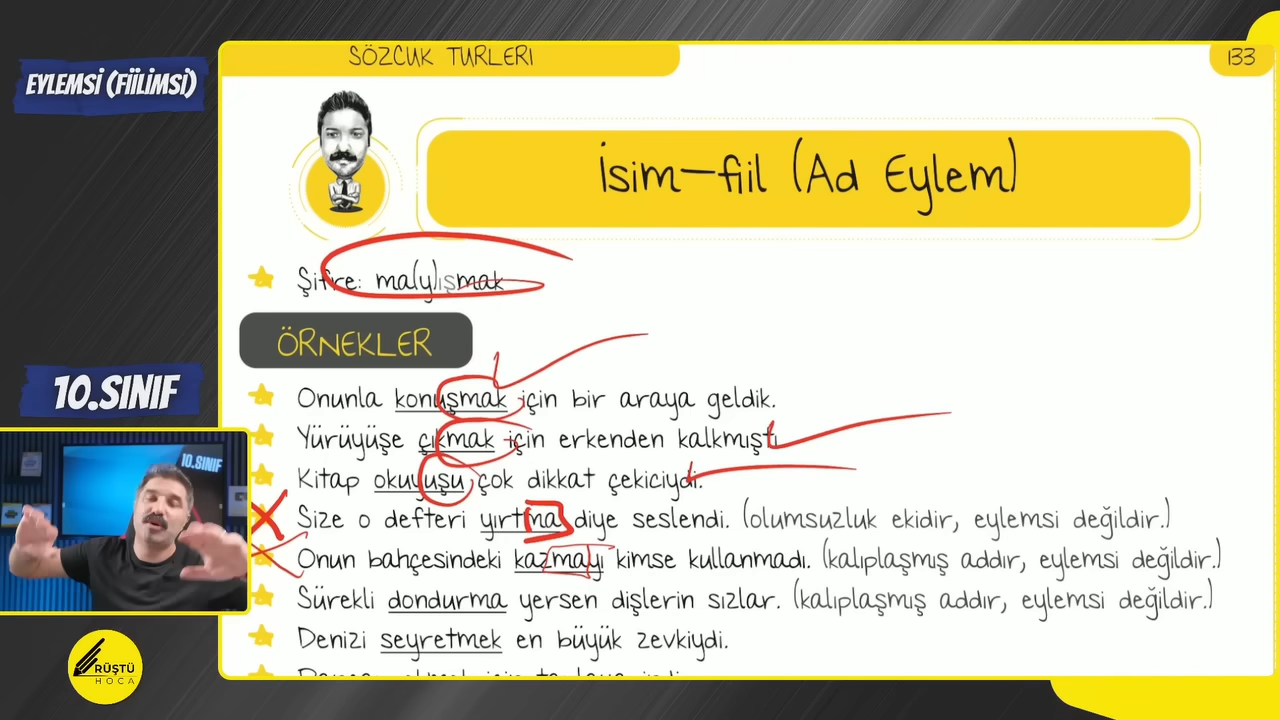 EYLEMSİ (FİİLİMSİ)
SÖZCÜK TÜRLERİ
133
İsim-fiil (Ad Eylem)
Şifre: ma(y)ışmak
ÖRNEKLER
Onunla konuşmak için bir araya geldik.
Yürüyüşe çıkmak için erkenden kalkmıştı
Kitap okuyuşu çok dikkat çekiciydi.
Size o defteri yırtma diye seslendi. (olumsuzluk ekidir, eylemsi değildir.)
Onun bahçesindeki kazmayı kimse kullanmadı. (kalıplaşmış addır, eylemsi değildir.)
Sürekli dondurma yersen dişlerin sızlar. (kalıplaşmış addır, eylemsi değildir.)
Denizi seyretmek en büyük zevkiydi.
10.SINIF
10.SINIF
RÜŞTÜ
HOCA